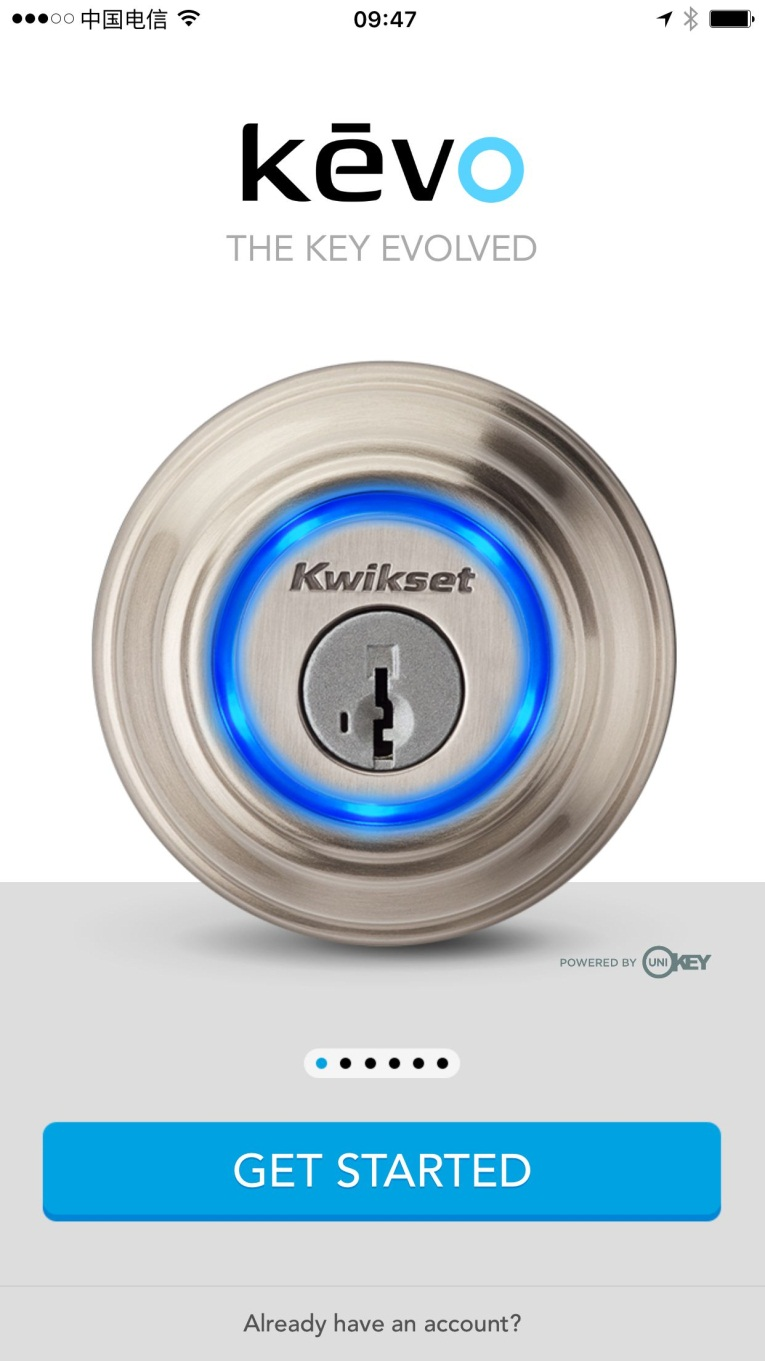 中国电信 09:47
kēvo
THE KEY EVOLVED
Kwikset
POWERED BY UNIKEY
GET STARTED
Already have an account?